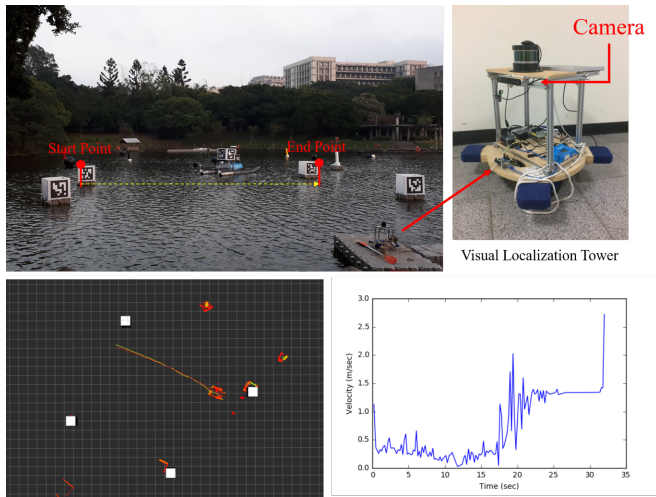 Camera
Start Point
End Point
Visual Localization Tower
3.0
2.5
2.0
1.5
1.0
0.5
0.0
Velocity (m/sec)
0 5 10 15 20 25 30 35
Time (sec)